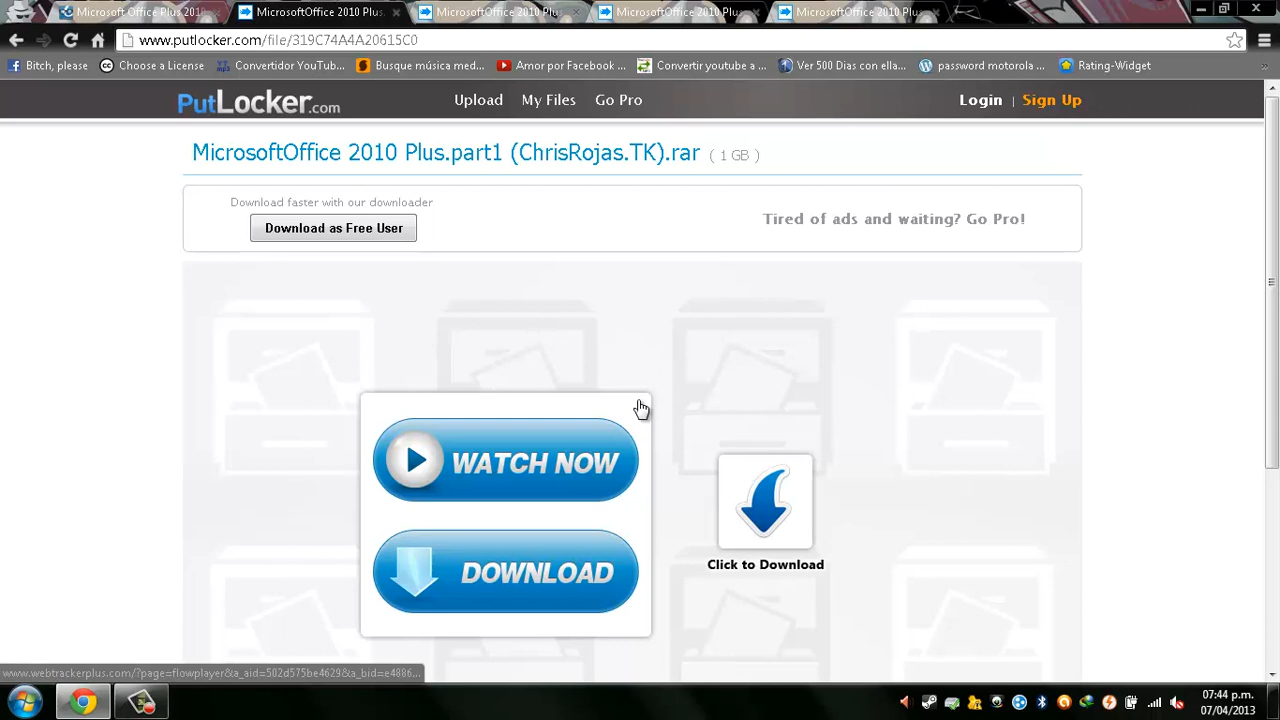 Microsoft Office Plus.
MicrosoftOffice 2010 Plus.
MicrosoftOffice 2010 Plus
MicrosoftOffice 2010 Plus.
MicrosoftOffice 2010 Plus
www.putlocker.com/file/319C74A4A20615C0
Bitch, please
Choose a License
Convertidor YouTub...
Busque música med...
Amor por Facebook ...
Convertir youtube a ...
Ver 500 Dias con ella...
password motorola ...
Rating-Widget
»
PutLocker.com
Upload
My Files
Go Pro
Login | Sign Up
MicrosoftOffice 2010 Plus.part1 (ChrisRojas.TK).rar ( 1 GB )
Download faster with our downloader
Download as Free User
Tired of ads and waiting? Go Pro!
WATCH NOW
DOWNLOAD
Click to Download
www.webtrackerplus.com/?page=flowplayer&a_aid=502d575be4629&a_bid=e4886...
07:44 p.m.
07/04/2013